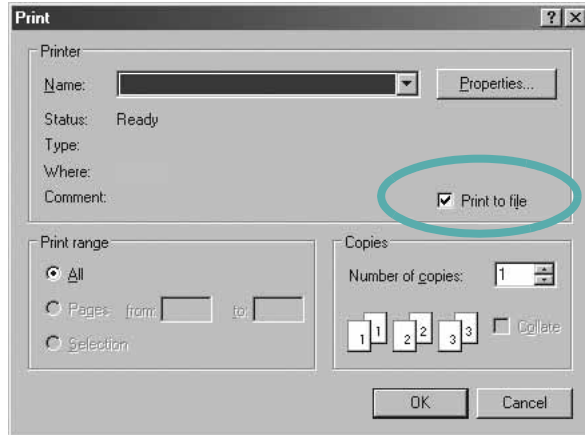 Print
Printer
Name:
Properties...
Status: Ready
Type:
Where:
Comment:
Print to file
Print range
All
Pages from: to:
Selection
Copies
Number of copies: 1
1 1 2 2 3 3
Collate
OK Cancel